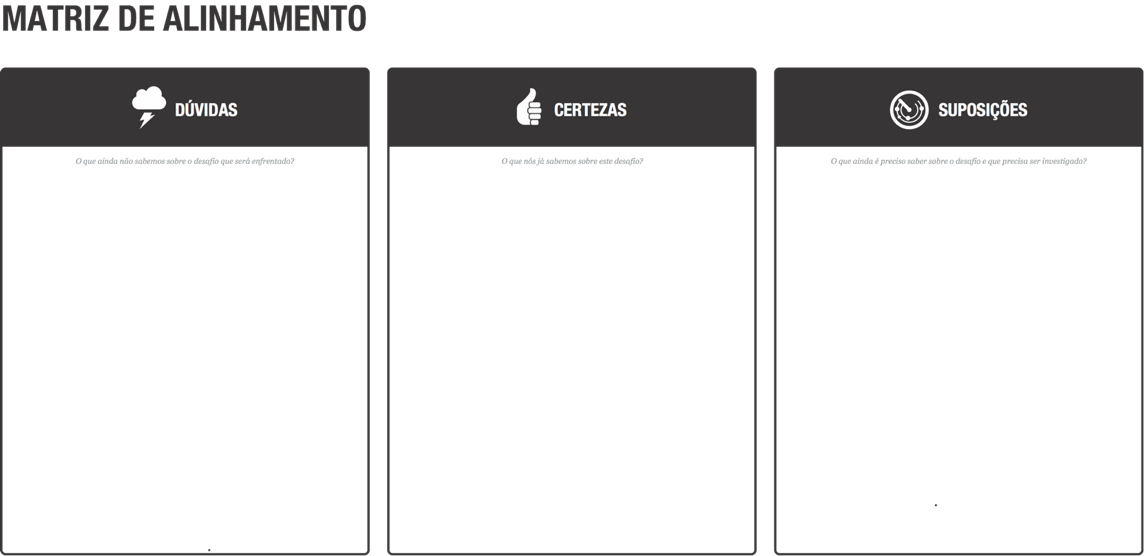 MATRIZ DE ALINHAMENTO
DÚVIDAS
O que ainda não sabemos sobre o desafio que será enfrentado?
CERTEZAS
O que nós já sabemos sobre este desafio?
SUPOSIÇÕES
O que ainda é preciso saber sobre o desafio e que precisa ser investigado?